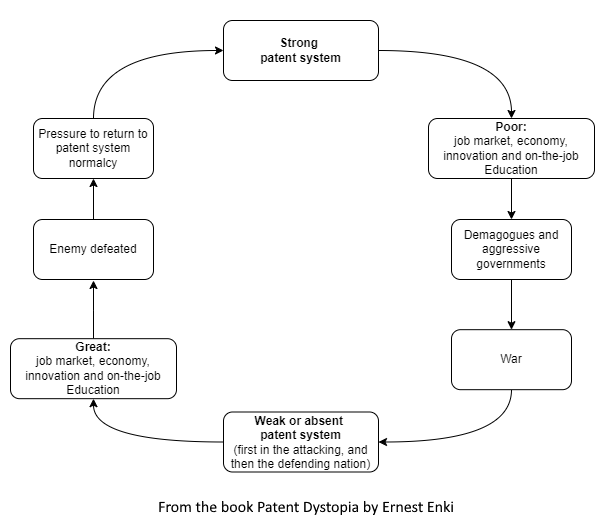 Strong
patent system
Poor:
job market, economy,
innovation and on-the-job
Education
Demagogues and
aggressive
governments
War
Weak or absent
patent system
(first in the attacking, and
then the defending nation)
Great:
job market, economy,
innovation and on-the-job
Education
Enemy defeated
Pressure to return to
patent system
normalcy
From the book Patent Dystopia by Ernest Enki